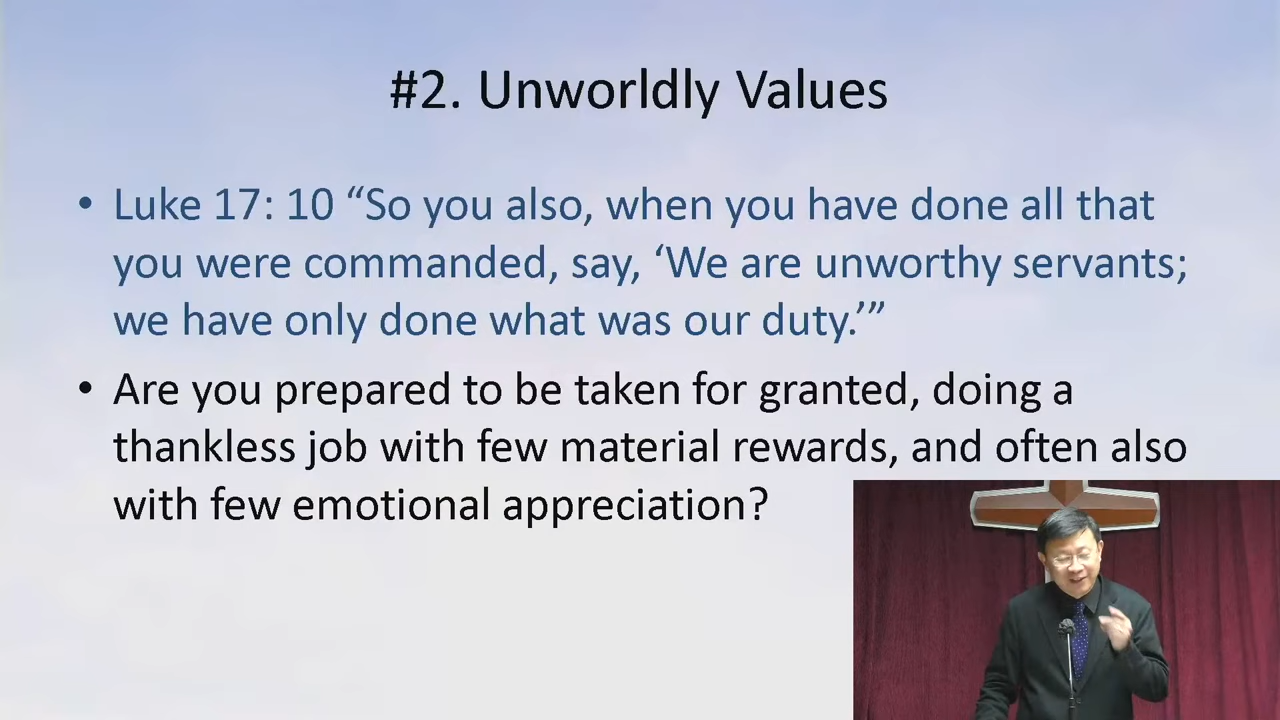 #2. Unworldly Values
• Luke 17: 10 “So you also, when you have done all that
you were commanded, say, ‘We are unworthy servants;
we have only done what was our duty.’”
• Are you prepared to be taken for granted, doing a
thankless job with few material rewards, and often also
with few emotional appreciation?